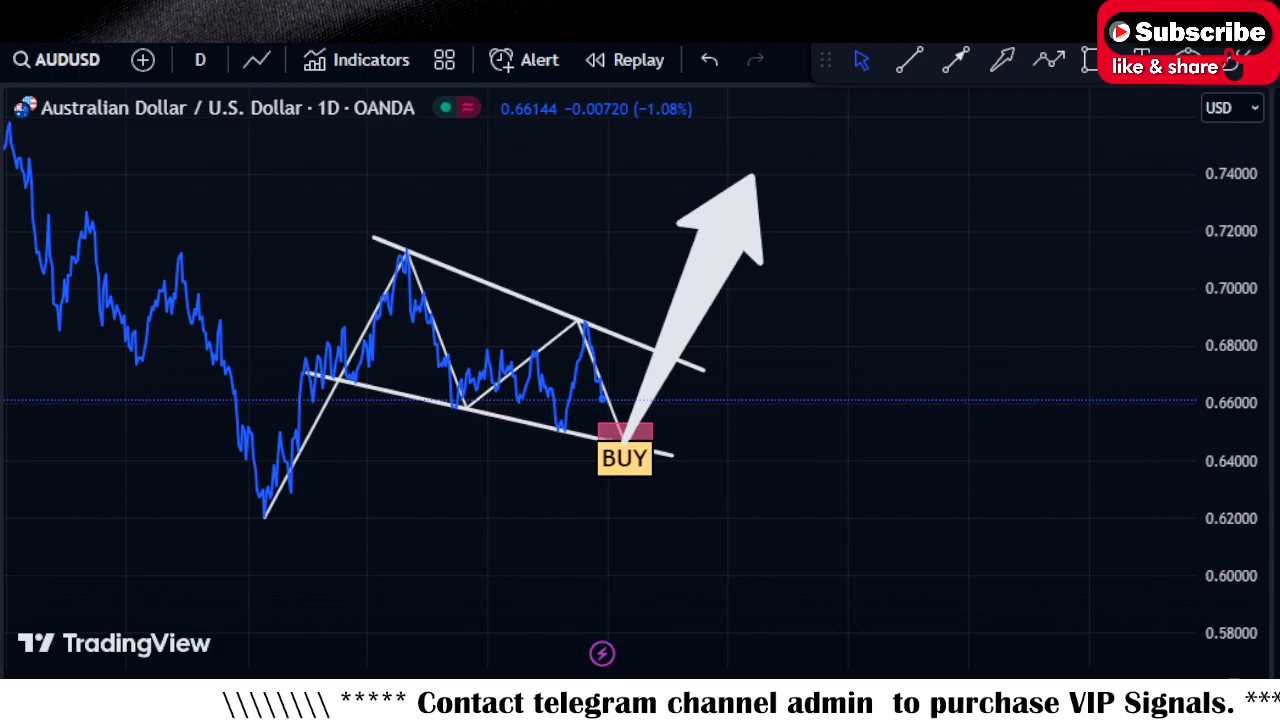 Subscribe
like & share
AUDUSD D Indicators Alert Replay
Australian Dollar / U.S. Dollar · 1D · OANDA 0.66144 −0.00720 (−1.08%) USD
0.74000
0.72000
0.70000
0.68000
0.66000
BUY
0.64000
0.62000
0.60000
0.58000
TradingView
\\\\\\\\ ***** Contact telegram channel admin to purchase VIP Signals. ***